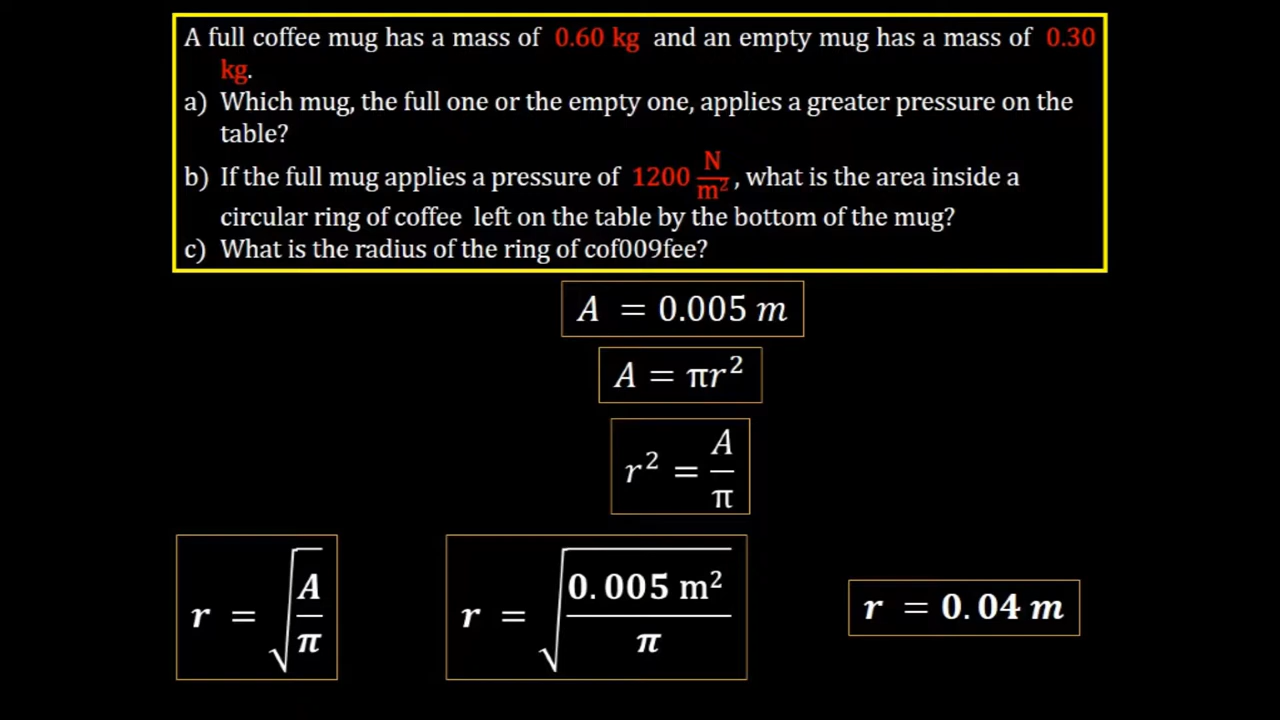 A full coffee mug has a mass of 0.60 kg and an empty mug has a mass of 0.30
kg.
a) Which mug, the full one or the empty one, applies a greater pressure on the
table?
b) If the full mug applies a pressure of 1200 N/m², what is the area inside a
circular ring of coffee left on the table by the bottom of the mug?
c) What is the radius of the ring of cof009fee?
A = 0.005 m
A = πr²
r² = A/π
r = √(A/π)
r = √(0.005 m²/π)
r = 0.04 m